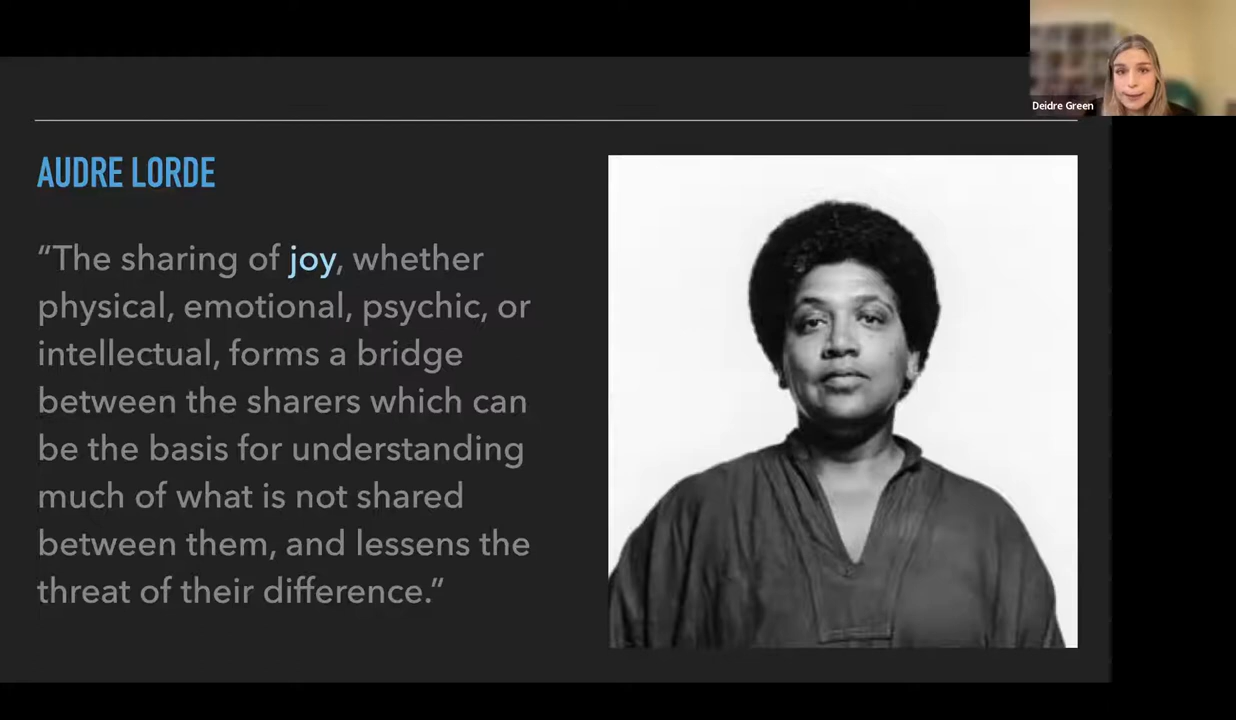 Deidre Green
AUDRE LORDE
“The sharing of joy, whether
physical, emotional, psychic, or
intellectual, forms a bridge
between the sharers which can
be the basis for understanding
much of what is not shared
between them, and lessens the
threat of their difference.”